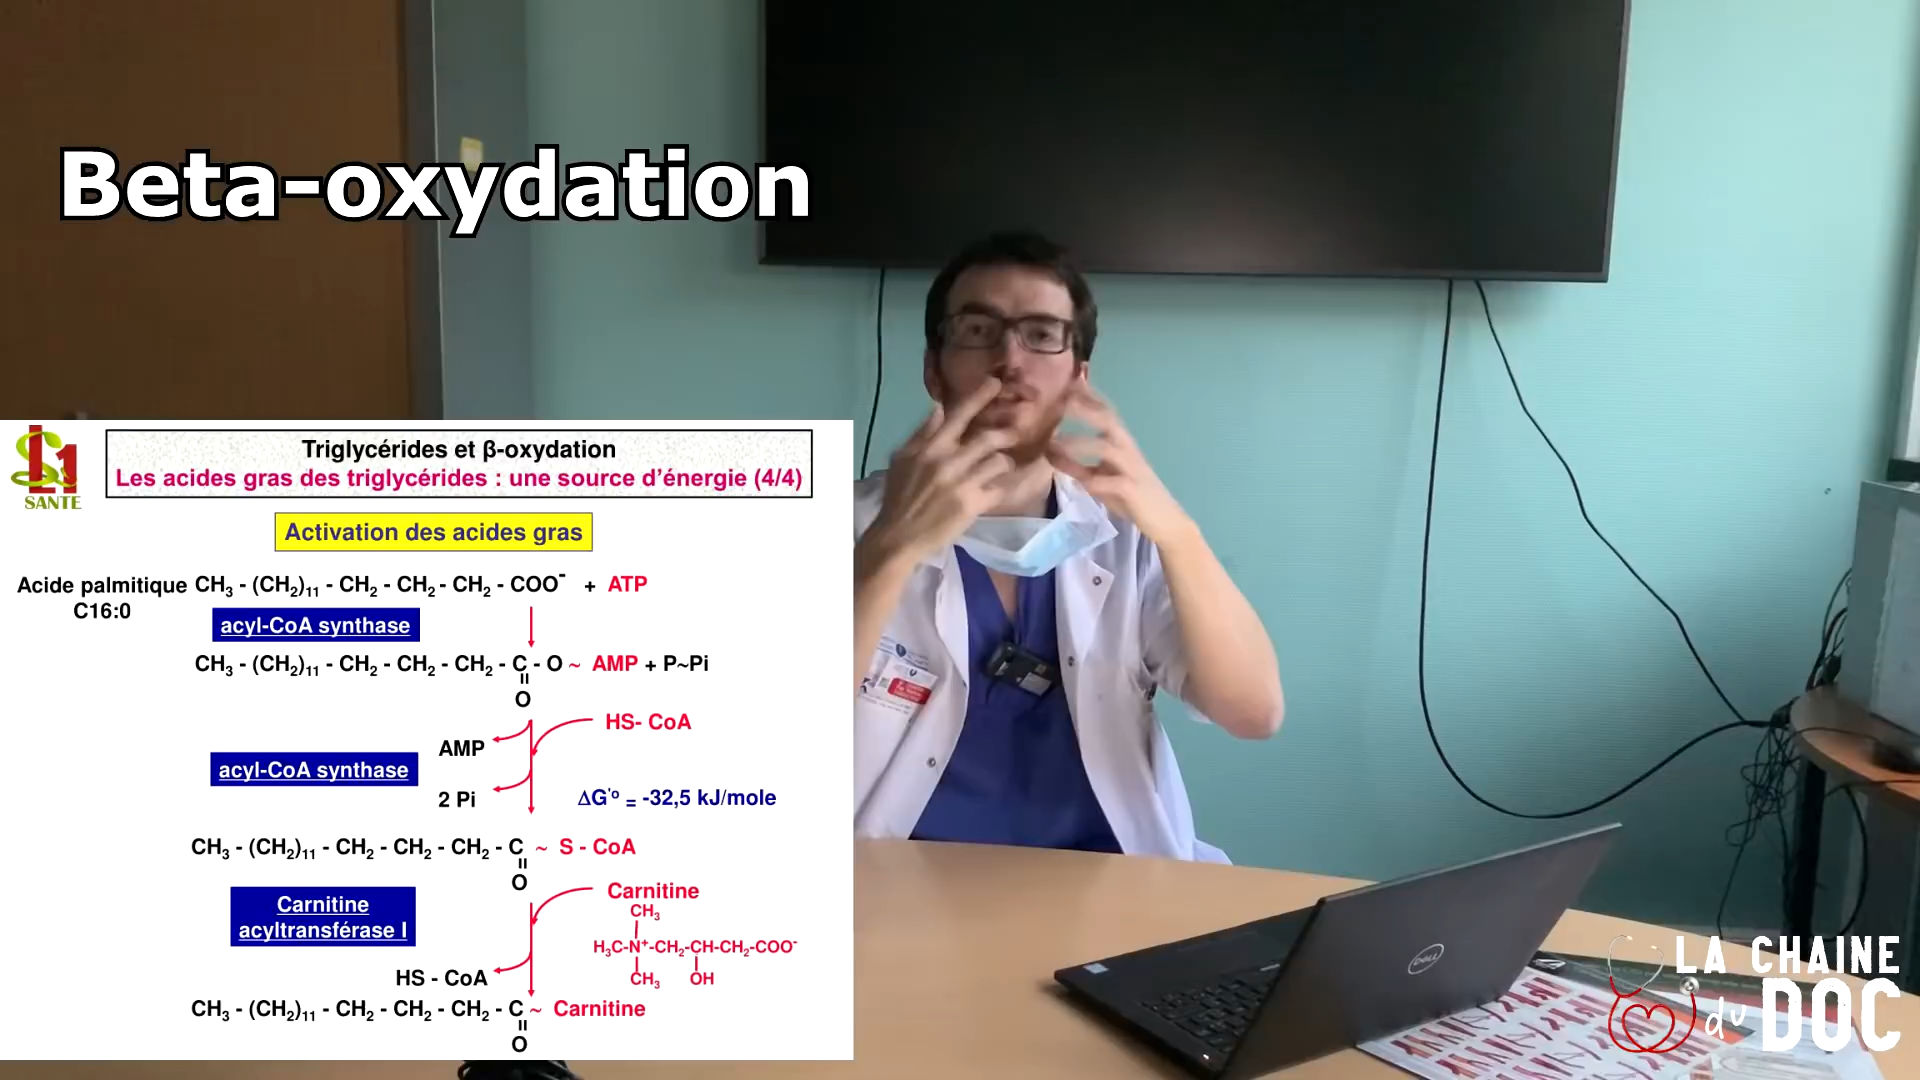 Beta-oxydation
SL1
SANTE
Triglycérides et β-oxydation
Les acides gras des triglycérides : une source d'énergie (4/4)
Activation des acides gras
Acide palmitique CH₃ - (CH₂)₁₁ - CH₂ - CH₂ - CH₂ - COO⁻ + ATP
C16:0
acyl-CoA synthase
CH₃ - (CH₂)₁₁ - CH₂ - CH₂ - CH₂ - C - O ~ AMP + P~Pi
O
HS- CoA
AMP
acyl-CoA synthase
2 Pi
ΔG'° = -32,5 kJ/mole
CH₃ - (CH₂)₁₁ - CH₂ - CH₂ - CH₂ - C ~ S - CoA
O
Carnitine
Carnitine
acyltransférase I
CH₃
H₃C-N⁺-CH₂-CH-CH₂-COO⁻
CH₃ OH
HS - CoA
CH₃ - (CH₂)₁₁ - CH₂ - CH₂ - CH₂ - C ~ Carnitine
O
DELL
LA CHAINE
du DOC